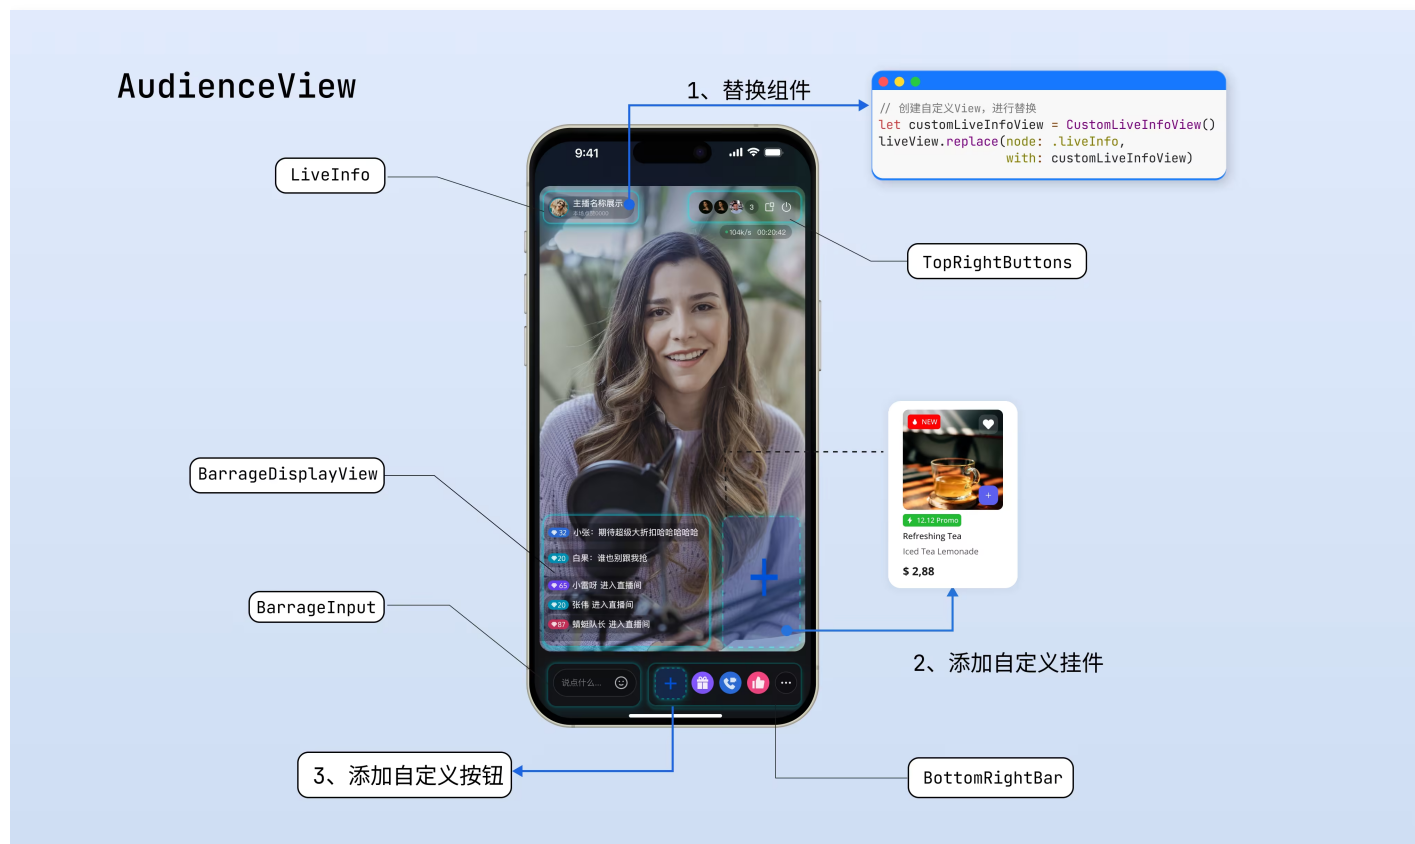 AudienceView
1、替换组件
// 创建自定义View，进行替换
let customLiveInfoView = CustomLiveInfoView()
liveView.replace(node: .liveInfo,
with: customLiveInfoView)
9:41
LiveInfo
主播名称展示
3
104k/s 00:20:42
TopRightButtons
NEW
12.12 Promo
Refreshing Tea
Iced Tea Lemonade
$ 2,88
BarrageDisplayView
32 小张：期待超级大折扣哈哈哈哈哈
20 白果：谁也别跟我抢
65 小雷呀 进入直播间
20 张伟 进入直播间
87 蜻蜓队长 进入直播间
BarrageInput
2、添加自定义挂件
说点什么...
3、添加自定义按钮
BottomRightBar